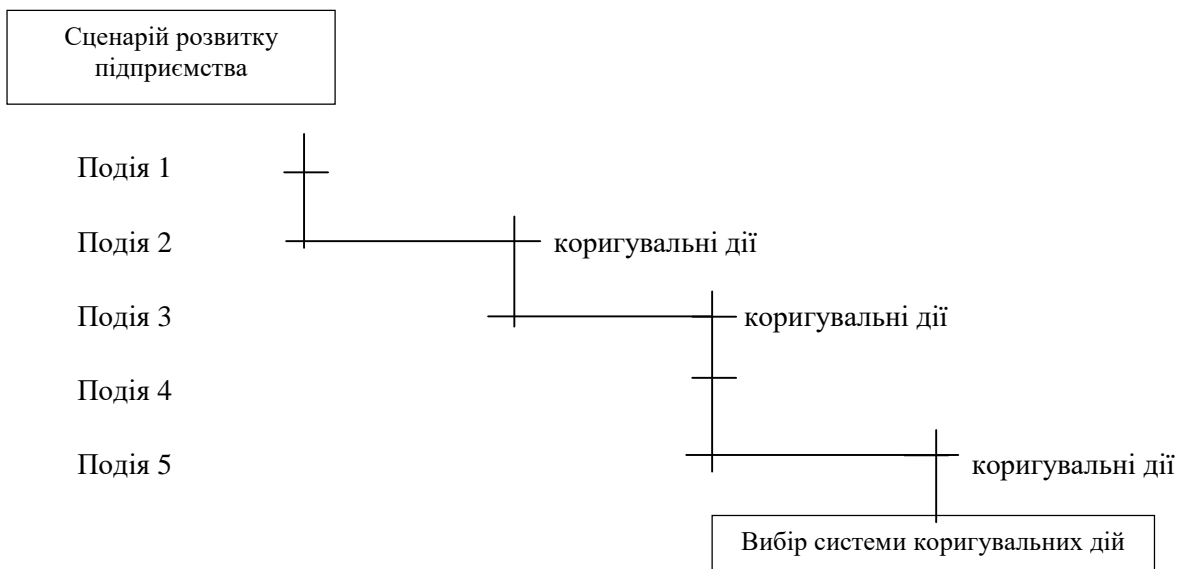 Сценарій розвитку
підприємства
Подія 1
Подія 2
коригувальні дії
Подія 3
коригувальні дії
Подія 4
Подія 5
коригувальні дії
Вибір системи коригувальних дій